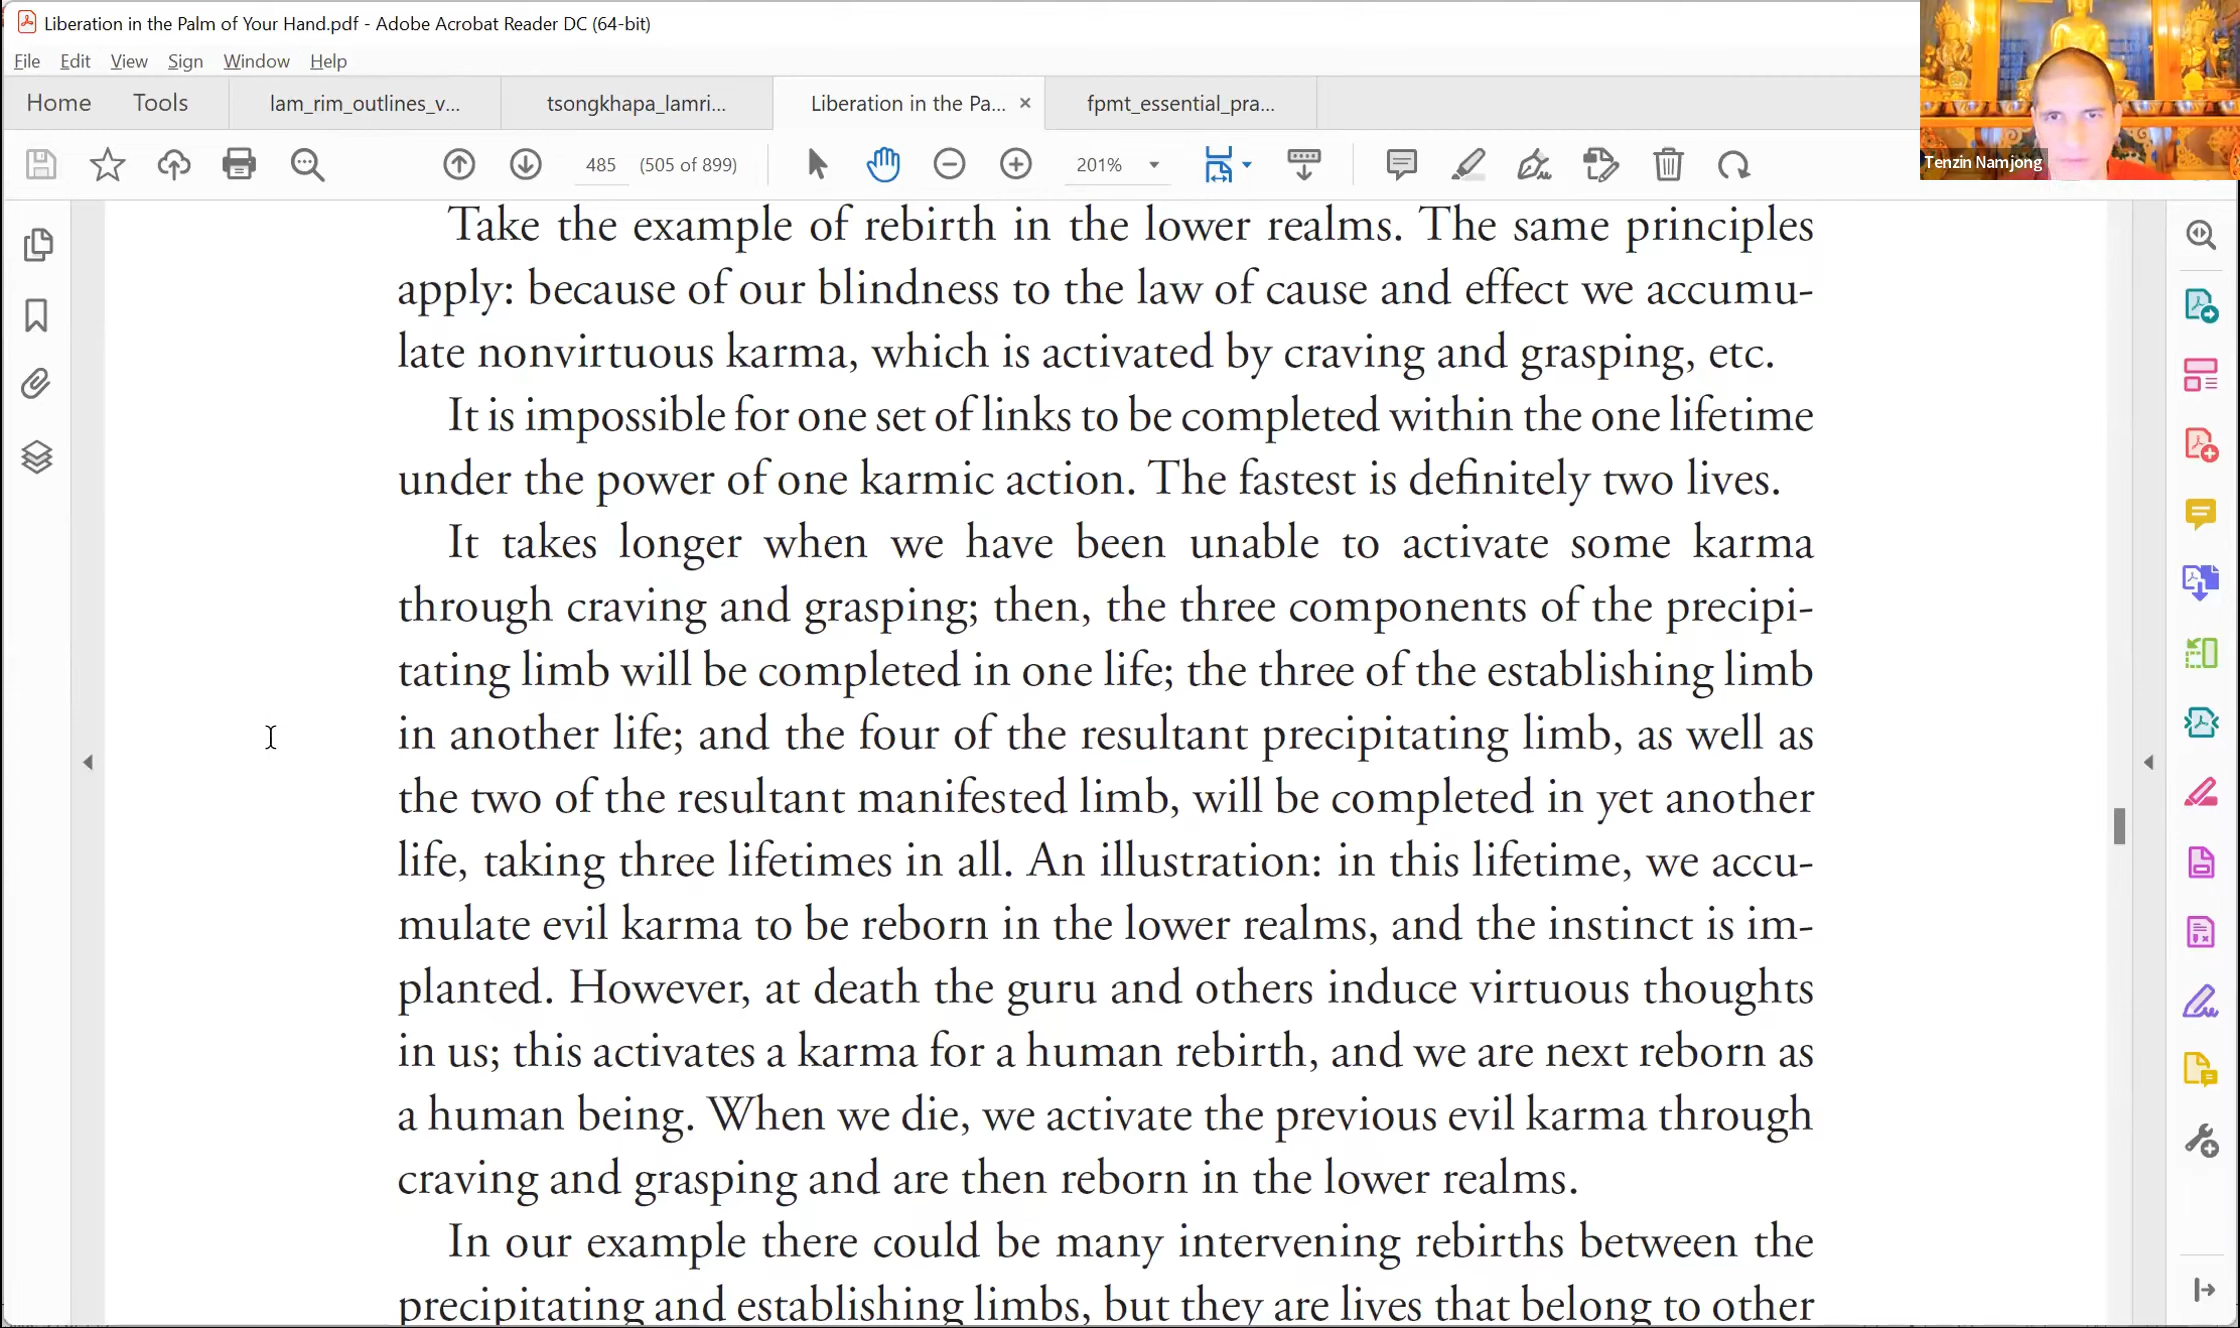 Liberation in the Palm of Your Hand.pdf - Adobe Acrobat Reader DC (64-bit)
File Edit View Sign Window Help
Home Tools lam_rim_outlines_v... tsongkhapa_lamri... Liberation in the Pa... × fpmt_essential_pra...
485 (505 of 899) 201%
Tenzin Namjong
Take the example of rebirth in the lower realms. The same principles
apply: because of our blindness to the law of cause and effect we accumu-
late nonvirtuous karma, which is activated by craving and grasping, etc.
It is impossible for one set of links to be completed within the one lifetime
under the power of one karmic action. The fastest is definitely two lives.
It takes longer when we have been unable to activate some karma
through craving and grasping; then, the three components of the precipi-
tating limb will be completed in one life; the three of the establishing limb
in another life; and the four of the resultant precipitating limb, as well as
the two of the resultant manifested limb, will be completed in yet another
life, taking three lifetimes in all. An illustration: in this lifetime, we accu-
mulate evil karma to be reborn in the lower realms, and the instinct is im-
planted. However, at death the guru and others induce virtuous thoughts
in us; this activates a karma for a human rebirth, and we are next reborn as
a human being. When we die, we activate the previous evil karma through
craving and grasping and are then reborn in the lower realms.
In our example there could be many intervening rebirths between the
precipitating and establishing limbs, but they are lives that belong to other